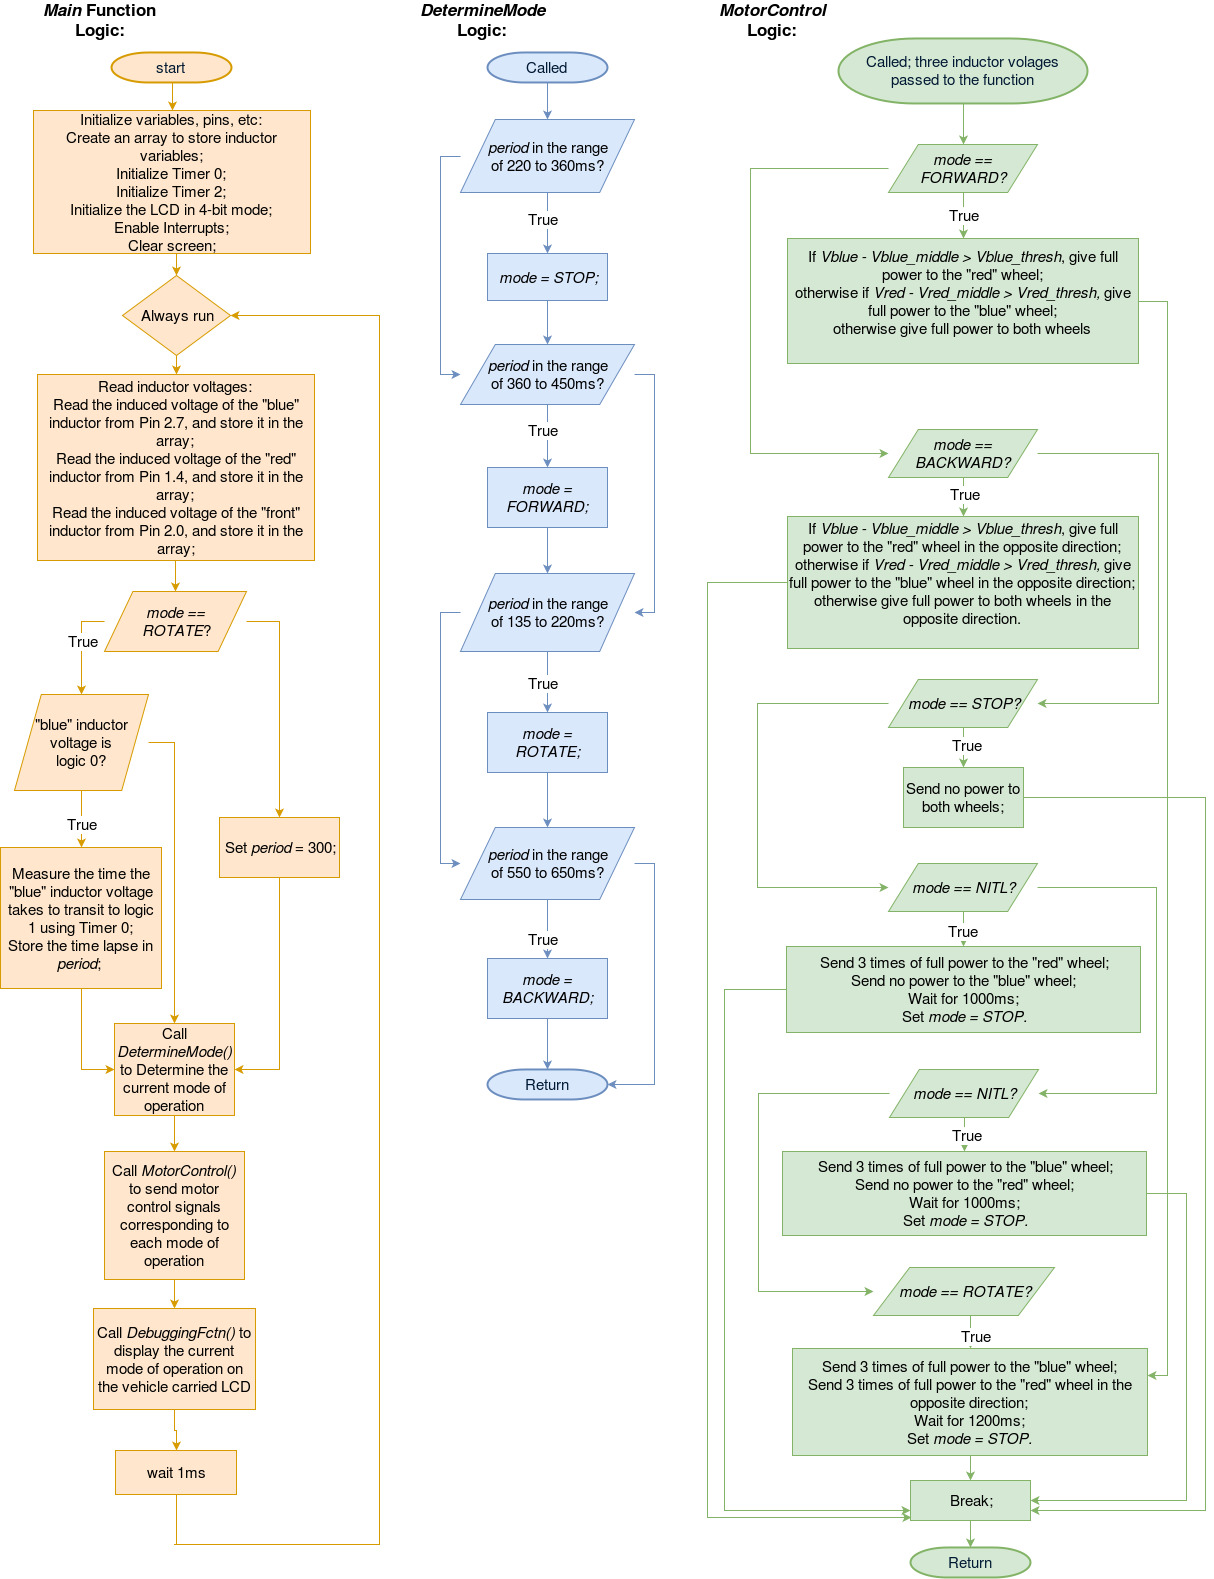 Main Function
Logic:
start
Initialize variables, pins, etc:
Create an array to store inductor
variables;
Initialize Timer 0;
Initialize Timer 2;
Initialize the LCD in 4-bit mode;
Enable Interrupts;
Clear screen;
Always run
Read inductor voltages:
Read the induced voltage of the "blue"
inductor from Pin 2.7, and store it in the
array;
Read the induced voltage of the "red"
inductor from Pin 1.4, and store it in the
array;
Read the induced voltage of the "front"
inductor from Pin 2.0, and store it in the
array;
mode ==
ROTATE?
True
"blue" inductor
voltage is
logic 0?
True
Set period = 300;
Measure the time the
"blue" inductor voltage
takes to transit to logic
1 using Timer 0;
Store the time lapse in
period;
Call
DetermineMode()
to Determine the
current mode of
operation
Call MotorControl()
to send motor
control signals
corresponding to
each mode of
operation
Call DebuggingFctn() to
display the current
mode of operation on
the vehicle carried LCD
wait 1ms
DetermineMode
Logic:
Called
period in the range
of 220 to 360ms?
True
mode = STOP;
period in the range
of 360 to 450ms?
True
mode =
FORWARD;
period in the range
of 135 to 220ms?
True
mode =
ROTATE;
period in the range
of 550 to 650ms?
True
mode =
BACKWARD;
Return
MotorControl
Logic:
Called; three inductor volages
passed to the function
mode ==
FORWARD?
True
If Vblue - Vblue_middle > Vblue_thresh, give full
power to the "red" wheel;
otherwise if Vred - Vred_middle > Vred_thresh, give
full power to the "blue" wheel;
otherwise give full power to both wheels
mode ==
BACKWARD?
True
If Vblue - Vblue_middle > Vblue_thresh, give full
power to the "red" wheel in the opposite direction;
otherwise if Vred - Vred_middle > Vred_thresh, give
full power to the "blue" wheel in the opposite direction;
otherwise give full power to both wheels in the
opposite direction.
mode == STOP?
True
Send no power to
both wheels;
mode == NITL?
True
Send 3 times of full power to the "red" wheel;
Send no power to the "blue" wheel;
Wait for 1000ms;
Set mode = STOP.
mode == NITL?
True
Send 3 times of full power to the "blue" wheel;
Send no power to the "red" wheel;
Wait for 1000ms;
Set mode = STOP.
mode == ROTATE?
True
Send 3 times of full power to the "blue" wheel;
Send 3 times of full power to the "red" wheel in the
opposite direction;
Wait for 1200ms;
Set mode = STOP.
Break;
Return